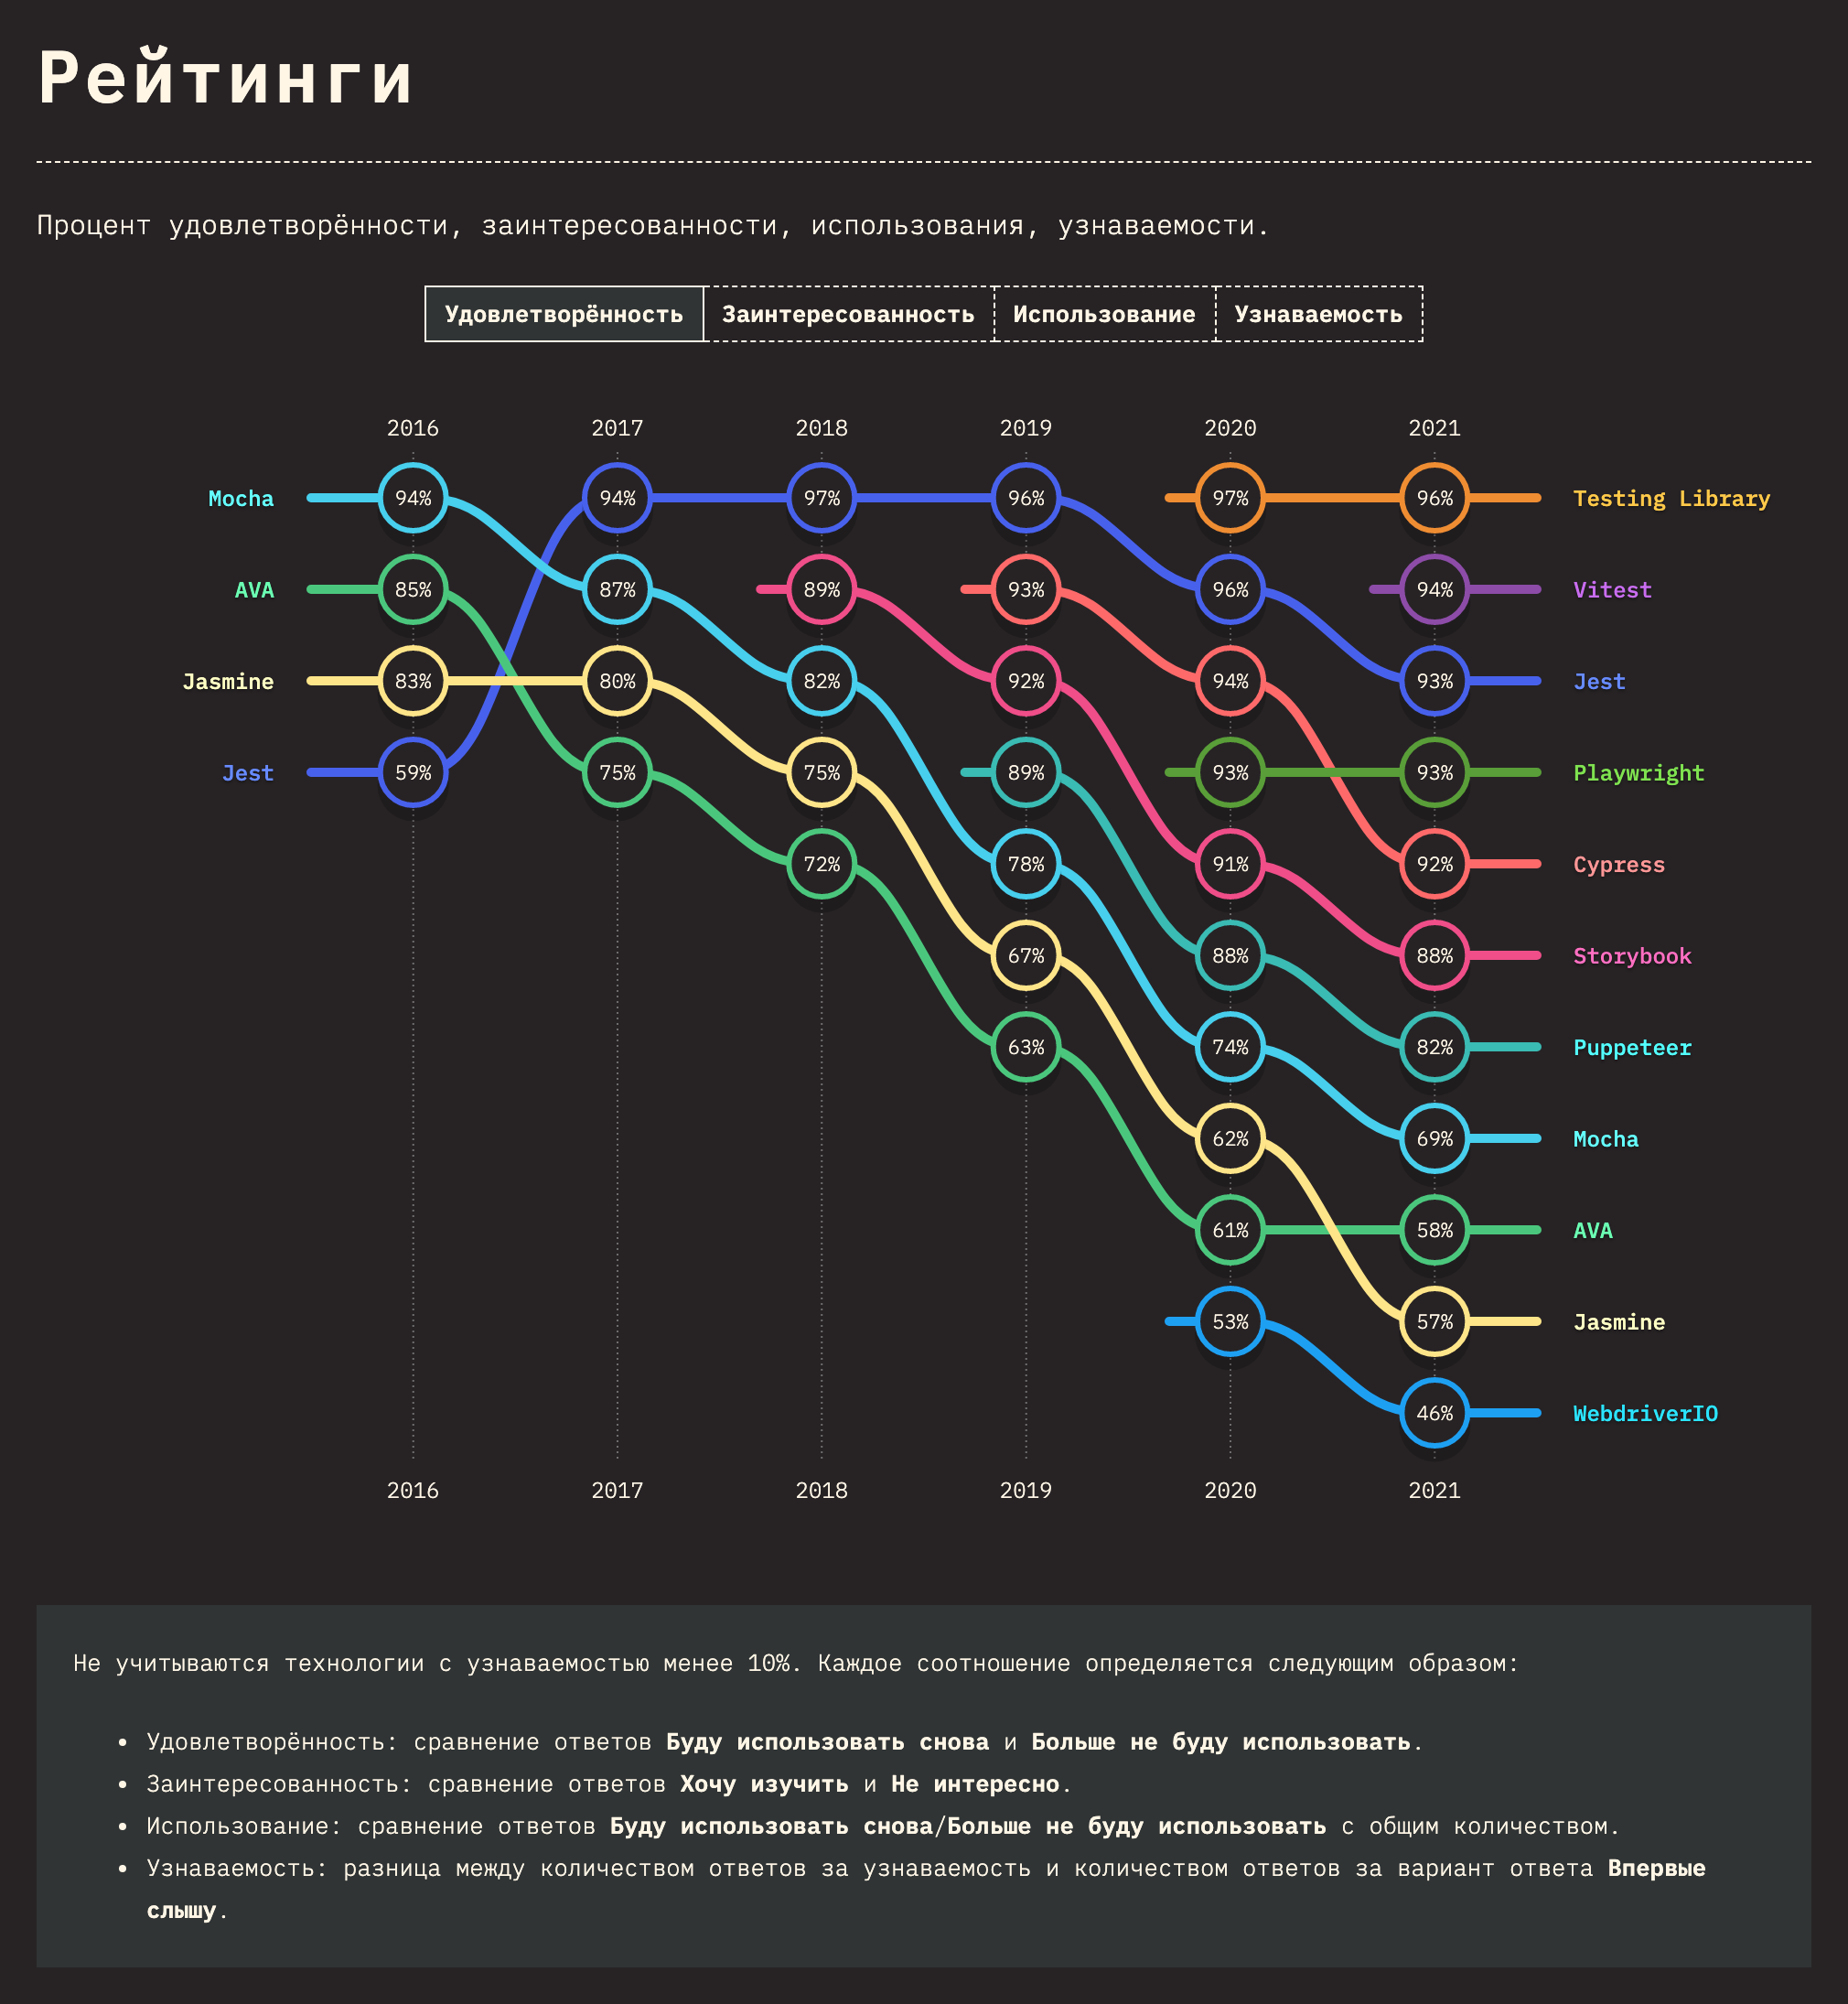 Рейтинги
Процент удовлетворённости, заинтересованности, использования, узнаваемости.
Удовлетворённость Заинтересованность Использование Узнаваемость
2016 2017 2018 2019 2020 2021
Mocha 94% 94% 97% 96% 97% 96% Testing Library
AVA 85% 87% 89% 93% 96% 94% Vitest
Jasmine 83% 80% 82% 92% 94% 93% Jest
Jest 59% 75% 75% 89% 93% 93% Playwright
72% 78% 91% 92% Cypress
67% 88% 88% Storybook
63% 74% 82% Puppeteer
62% 69% Mocha
61% 58% AVA
53% 57% Jasmine
46% WebdriverIO
2016 2017 2018 2019 2020 2021
Не учитываются технологии с узнаваемостью менее 10%. Каждое соотношение определяется следующим образом:
• Удовлетворённость: сравнение ответов Буду использовать снова и Больше не буду использовать.
• Заинтересованность: сравнение ответов Хочу изучить и Не интересно.
• Использование: сравнение ответов Буду использовать снова/Больше не буду использовать с общим количеством.
• Узнаваемость: разница между количеством ответов за узнаваемость и количеством ответов за вариант ответа Впервые
слышу.